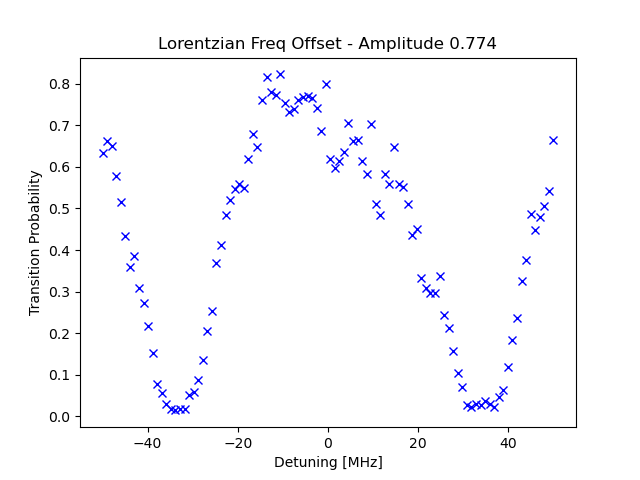 Lorentzian Freq Offset - Amplitude 0.774
0.8
0.7
0.6
0.5
0.4
0.3
0.2
0.1
0.0
Transition Probability
−40 −20 0 20 40
Detuning [MHz]